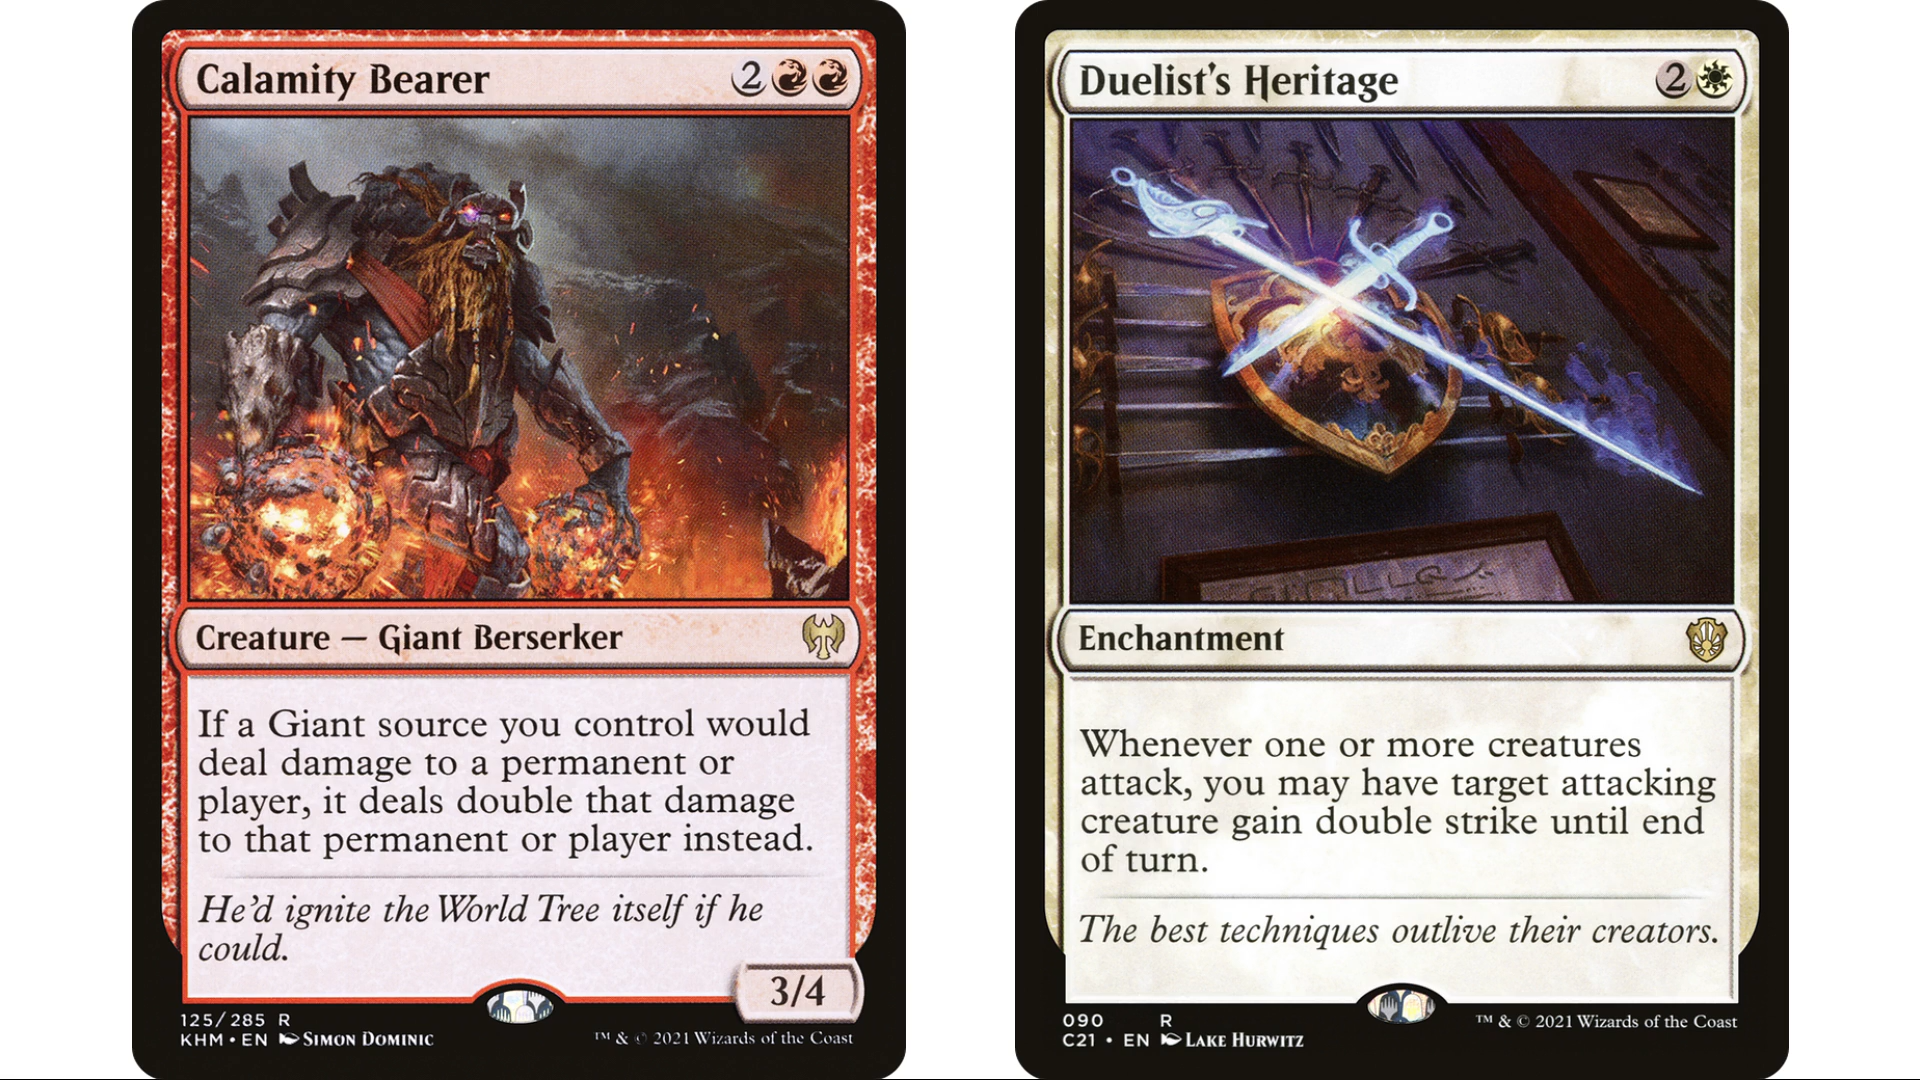 Calamity Bearer
2
Creature — Giant Berserker
If a Giant source you control would
deal damage to a permanent or
player, it deals double that damage
to that permanent or player instead.
He'd ignite the World Tree itself if he
could.
3/4
125/285 R
KHM • EN SIMON DOMINIC
™ & © 2021 Wizards of the Coast
Duelist's Heritage
2
Enchantment
Whenever one or more creatures
attack, you may have target attacking
creature gain double strike until end
of turn.
The best techniques outlive their creators.
090 R
C21 • EN LAKE HURWITZ
™ & © 2021 Wizards of the Coast